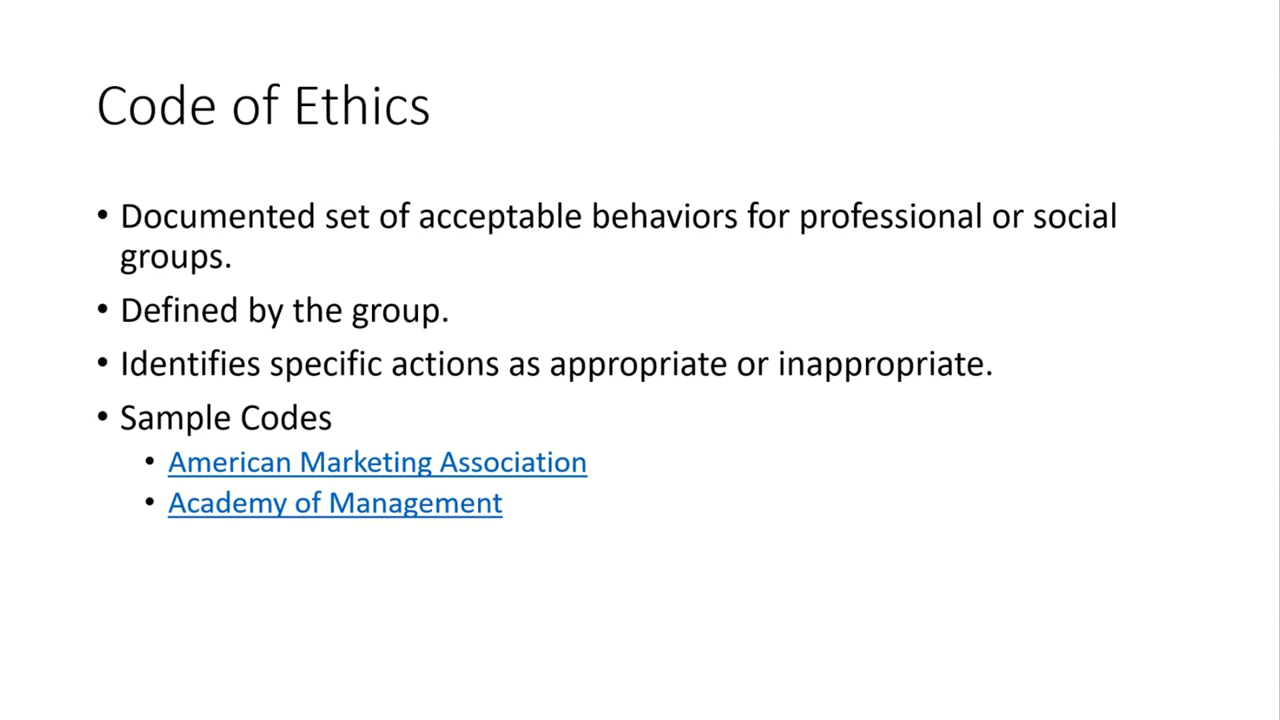 Code of Ethics
• Documented set of acceptable behaviors for professional or social
groups.
• Defined by the group.
• Identifies specific actions as appropriate or inappropriate.
• Sample Codes
• American Marketing Association
• Academy of Management